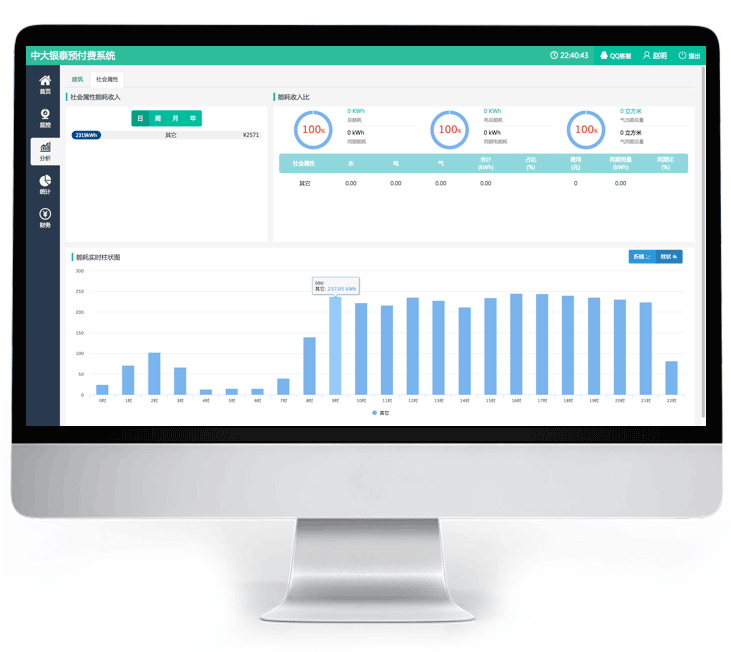 中大银泰预付费系统
22:40:43 QQ客服 赵明 退出
首页
监控
分析
统计
财务
建筑 社会属性
社会属性能耗收入
日 周 月 年
2319kWh 其它 ¥2571
能耗收入比
100% 0 KWh
总能耗
0 kWh
同期能耗
100% 0 KWh
电总能耗
0 kWh
同期电能耗
100% 0 立方米
气当期总量
0 立方米
气同期总量
社会属性 水 电 气 合计(kWh) 占比(%) 费用(元) 同期用量(kWh) 同期比(%)
其它 0.00 0.00 0.00 0.00 0 0.00
能耗实时柱状图
折线 柱状
300
250
200
150
100
50
0
9时
其它: 237.05 kWh
0时 1时 2时 3时 4时 5时 6时 7时 8时 9时 10时 11时 12时 13时 14时 15时 16时 17时 18时 19时 20时 21时 22时
其它